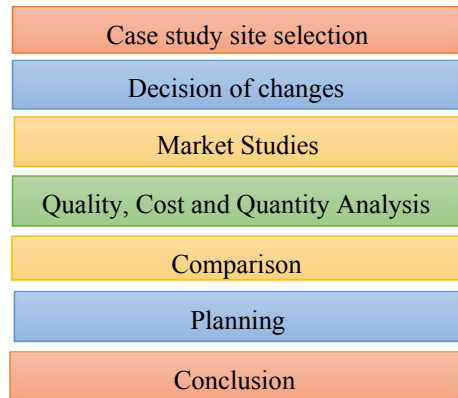 Case study site selection
Decision of changes
Market Studies
Quality, Cost and Quantity Analysis
Comparison
Planning
Conclusion